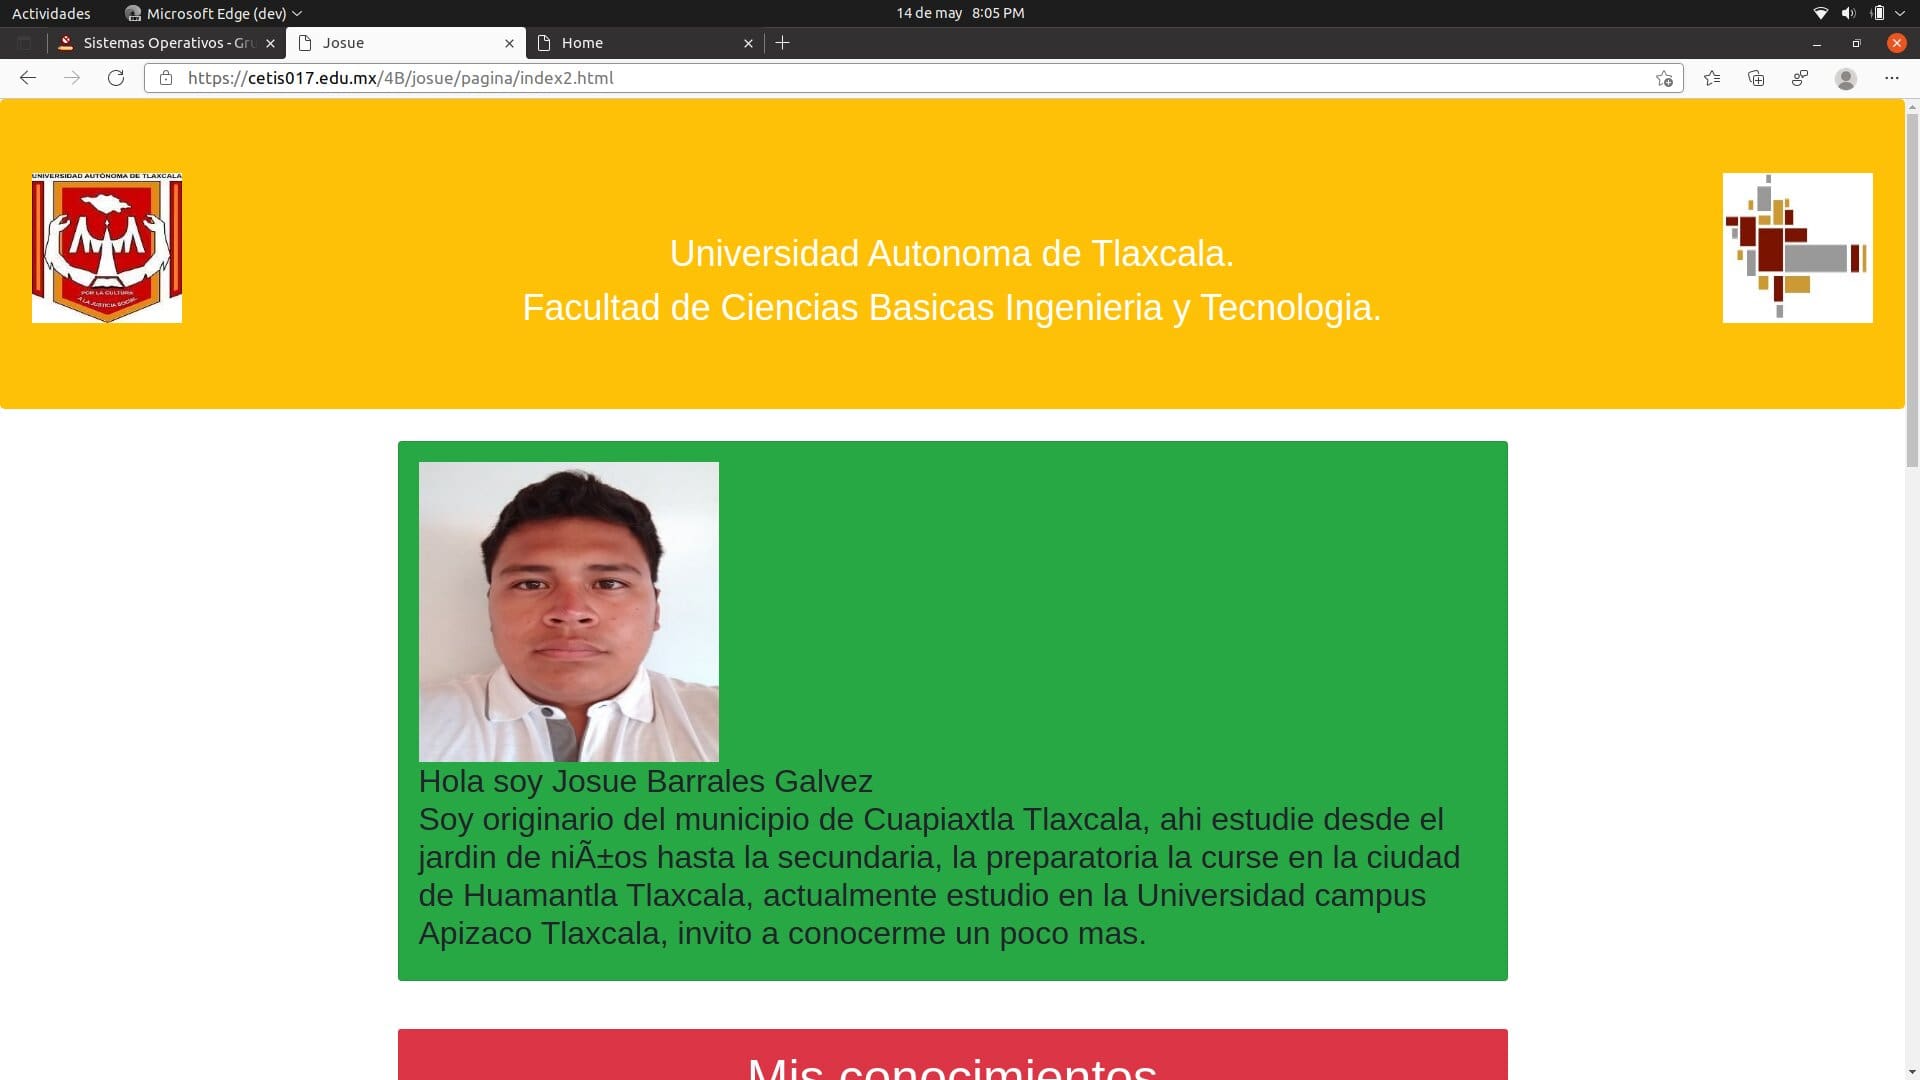 Actividades Microsoft Edge (dev) 14 de may 8:05 PM
Sistemas Operativos - Gru Josue Home
https://cetis017.edu.mx/4B/josue/pagina/index2.html
UNIVERSIDAD AUTÓNOMA DE TLAXCALA
POR LA CULTURA
A LA JUSTICIA SOCIAL
Universidad Autonoma de Tlaxcala.
Facultad de Ciencias Basicas Ingenieria y Tecnologia.
Hola soy Josue Barrales Galvez
Soy originario del municipio de Cuapiaxtla Tlaxcala, ahi estudie desde el
jardin de niÃ±os hasta la secundaria, la preparatoria la curse en la ciudad
de Huamantla Tlaxcala, actualmente estudio en la Universidad campus
Apizaco Tlaxcala, invito a conocerme un poco mas.
Mis conocimientos